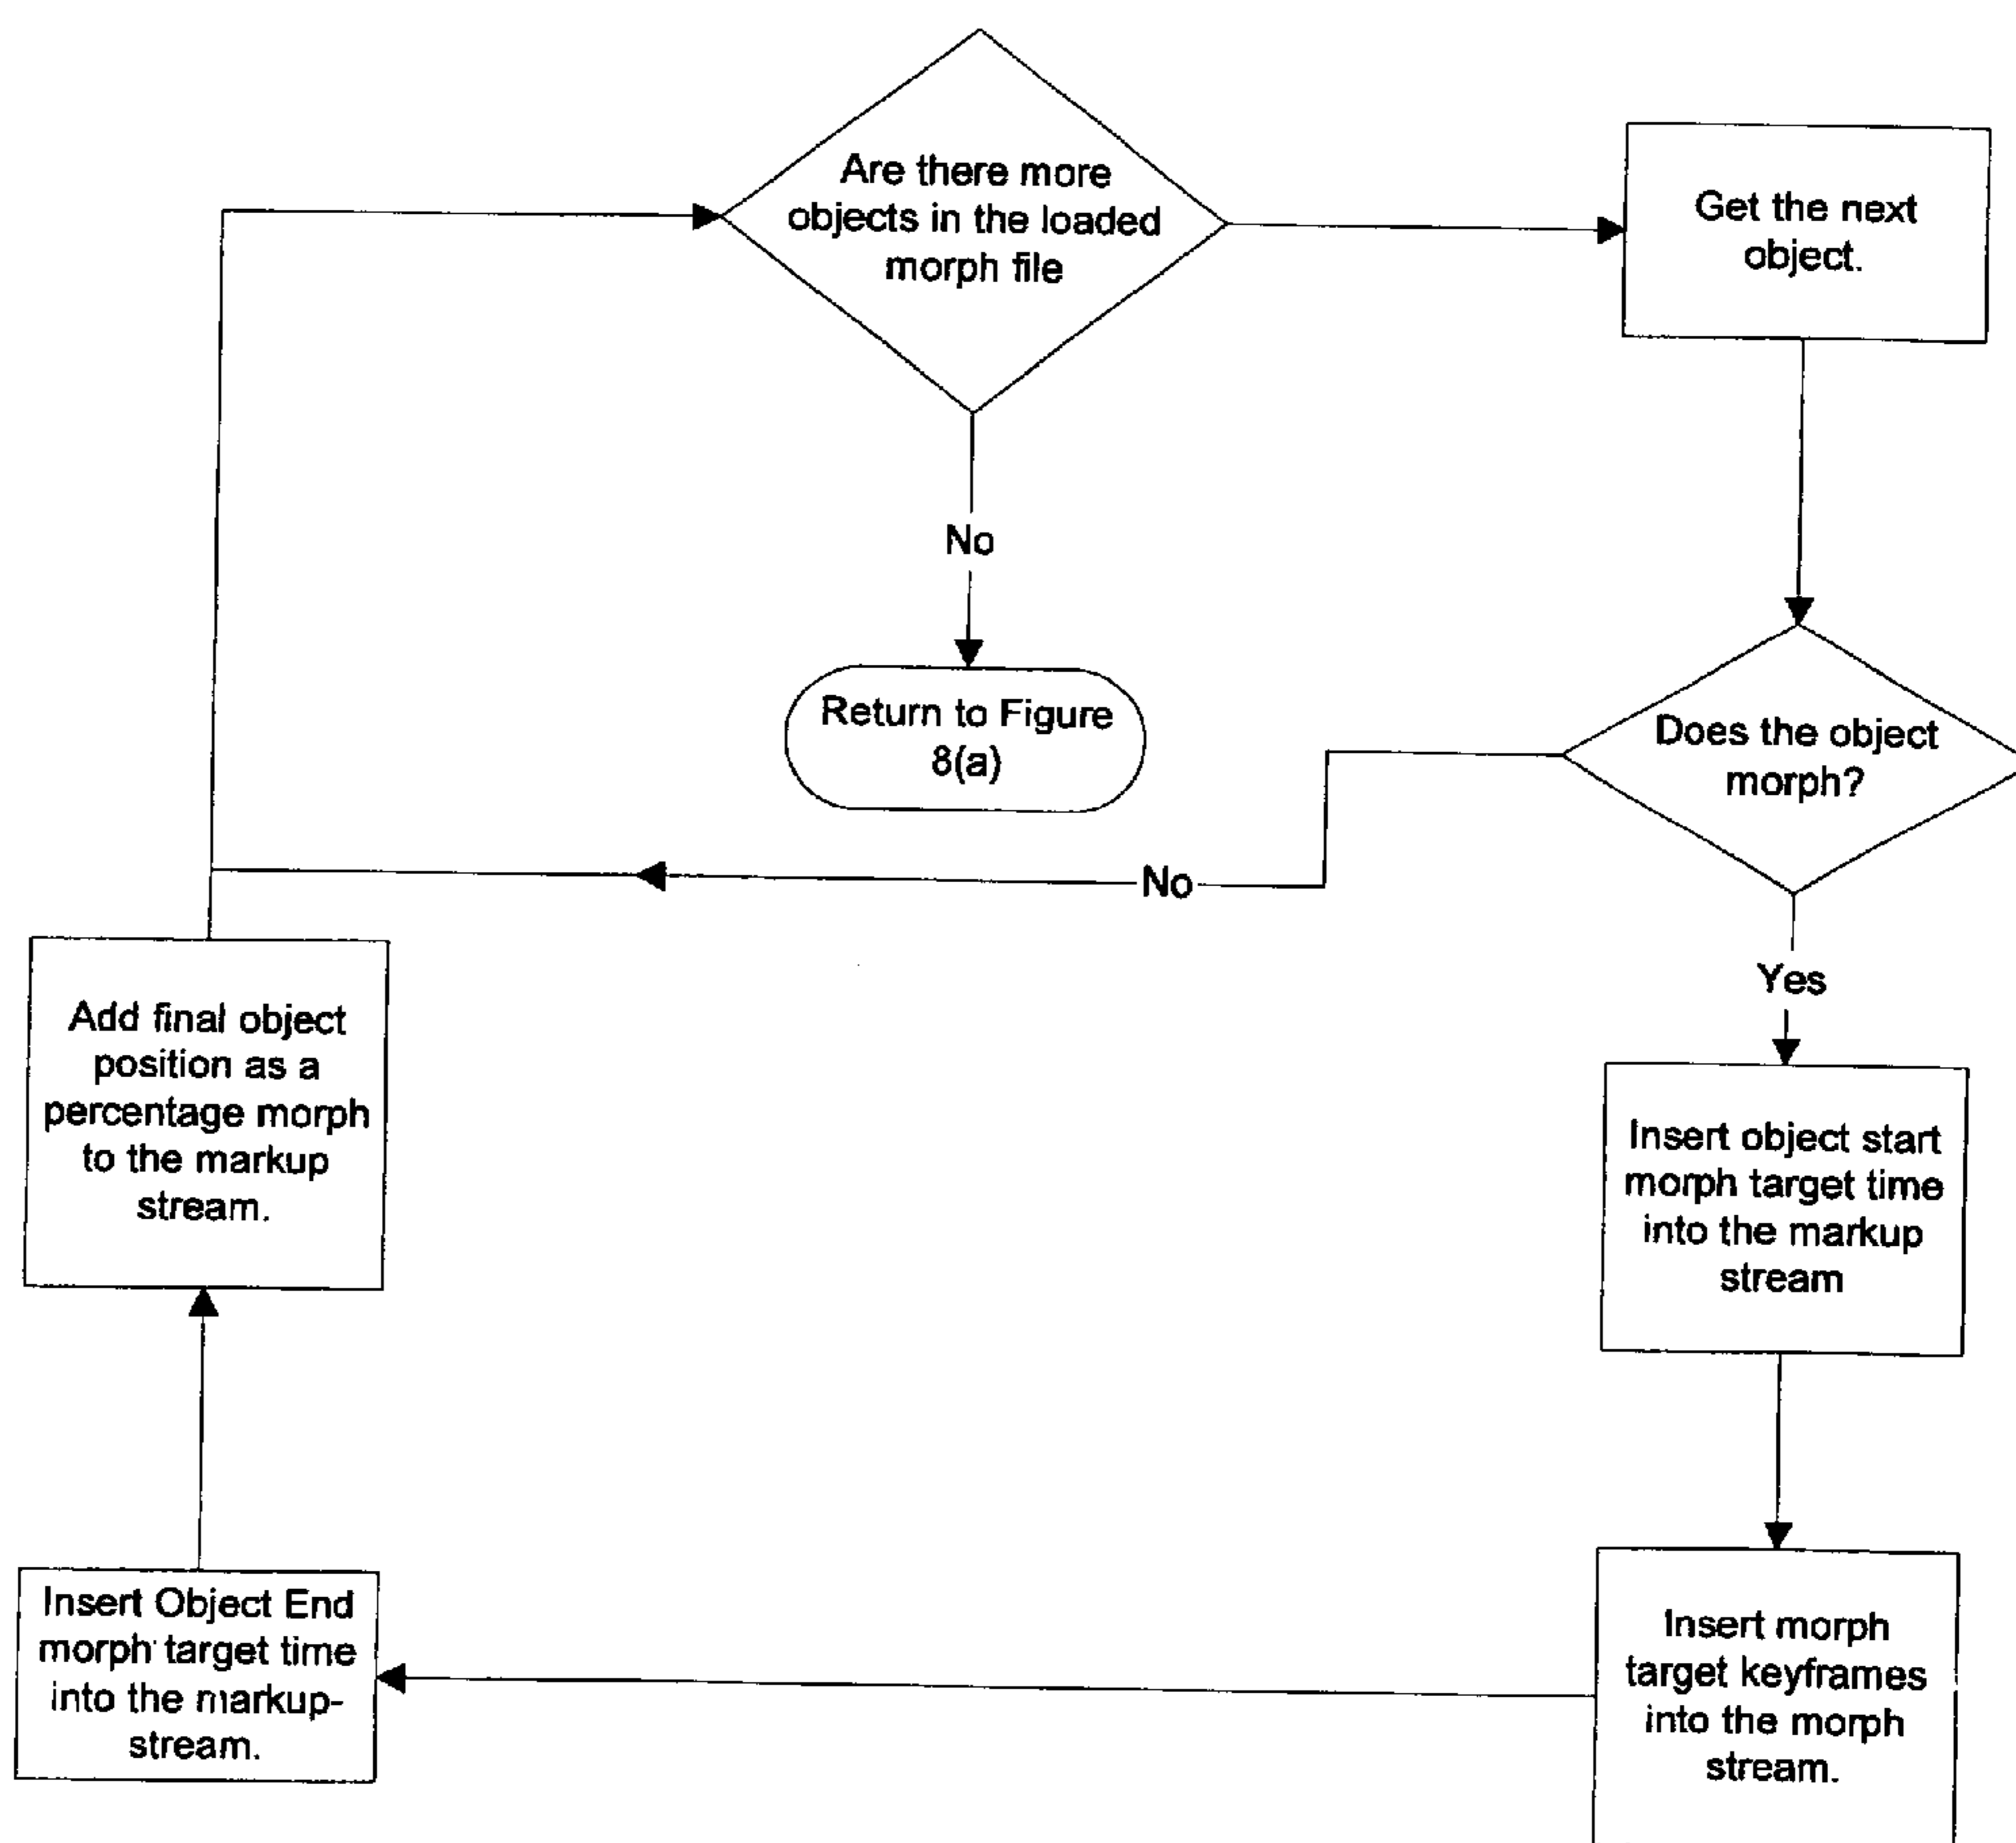 Are there more
objects in the loaded
morph file
Get the next
object.
No
Return to Figure
8(a)
Does the object
morph?
No
Yes
Add final object
position as a
percentage morph
to the markup
stream.
Insert object start
morph target time
into the markup
stream
Insert Object End
morph target time
into the markup-
stream.
Insert morph
target keyframes
into the morph
stream.